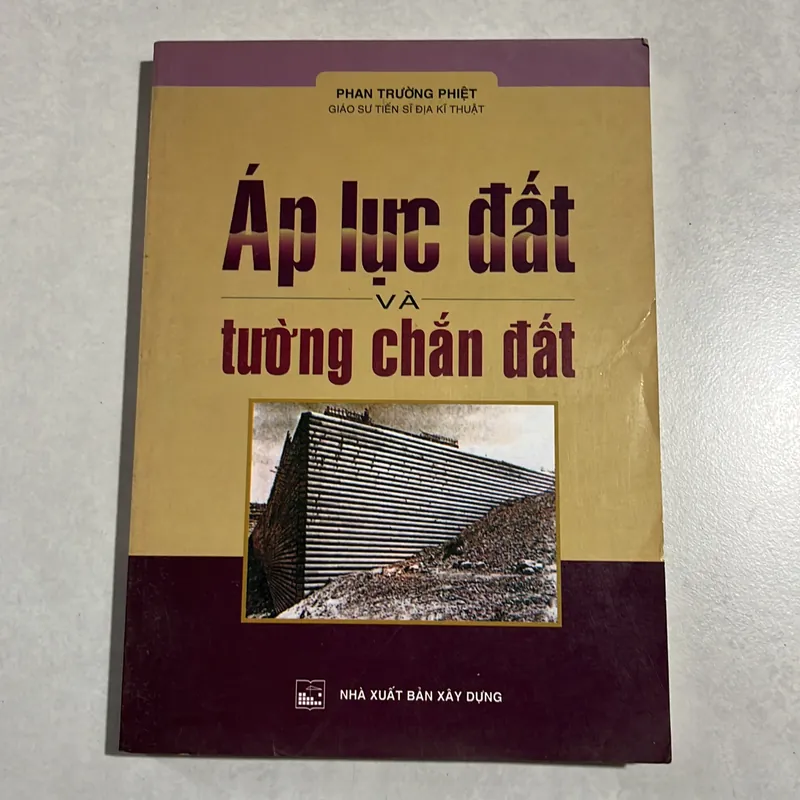 PHAN TRƯỜNG PHIỆT
GIÁO SƯ TIẾN SĨ ĐỊA KĨ THUẬT
Áp lực đất
VÀ
tường chắn đất
NHÀ XUẤT BẢN XÂY DỰNG